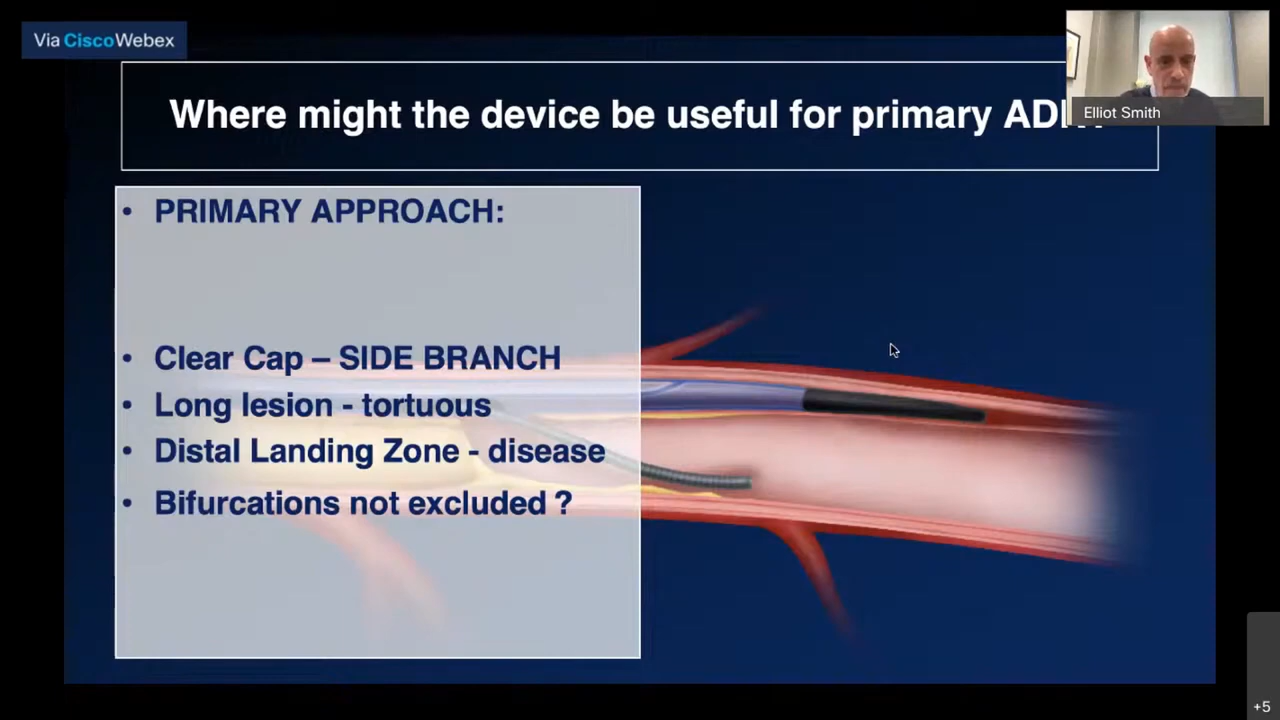 Via CiscoWebex
Where might the device be useful for primary
Elliot Smith
• PRIMARY APPROACH:
• Clear Cap – SIDE BRANCH
• Long lesion - tortuous
• Distal Landing Zone - disease
• Bifurcations not excluded ?
+5